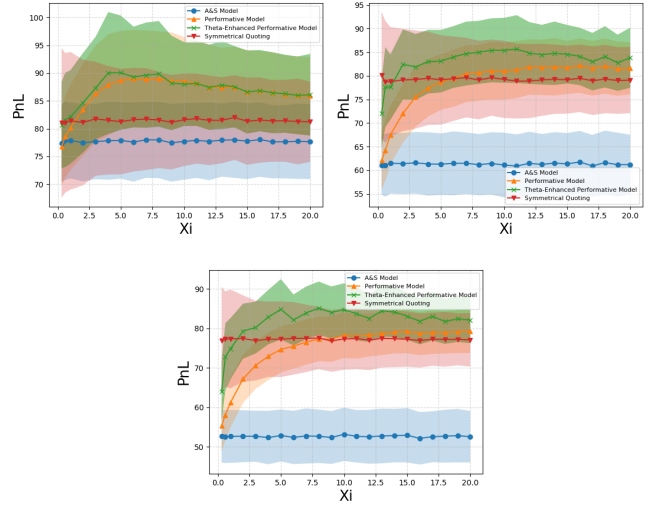 100
95
90
85
80
75
70
PnL
0.0
2.5
5.0
7.5
10.0
12.5
15.0
17.5
20.0
Xi
A&S Model
Performative Model
Theta-Enhanced Performative Model
Symmetrical Quoting
90
85
80
75
70
65
60
55
PnL
0.0
2.5
5.0
7.5
10.0
12.5
15.0
17.5
20.0
Xi
A&S Model
Performative Model
Theta-Enhanced Performative Model
Symmetrical Quoting
90
80
70
60
50
PnL
0.0
2.5
5.0
7.5
10.0
12.5
15.0
17.5
20.0
Xi
A&S Model
Performative Model
Theta-Enhanced Performative Model
Symmetrical Quoting